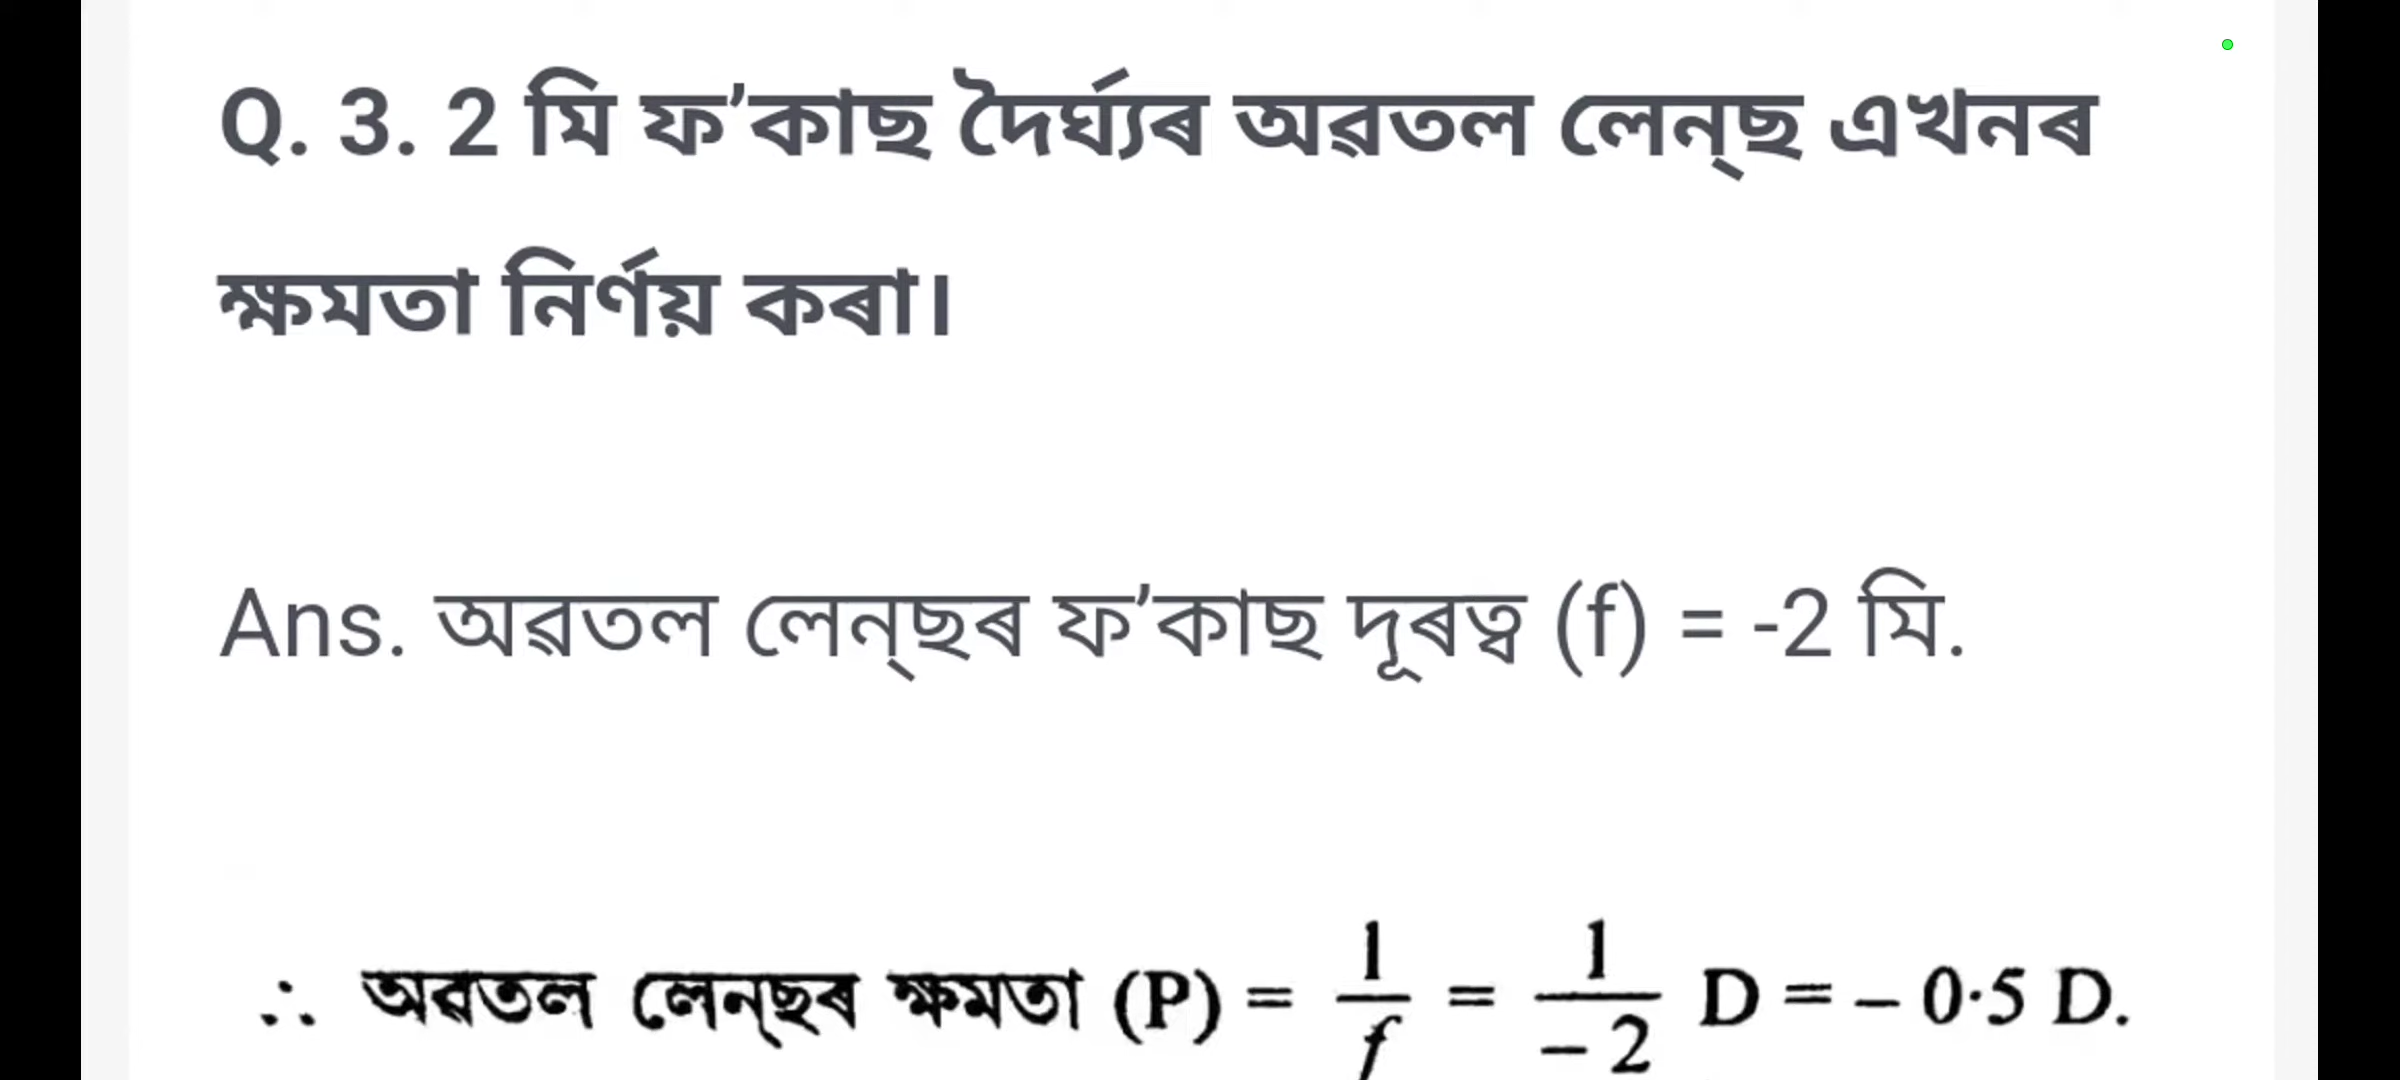 Q. 3. 2 মি ফ’কাছ দৈৰ্ঘ্যৰ অৱতল লেন্‌ছ এখনৰ
ক্ষমতা নিৰ্ণয় কৰা।
Ans. অৱতল লেন্‌ছৰ ফ’কাছ দূৰত্ব (f) = -2 মি.
∴ অৱতল লেন্‌ছৰ ক্ষমতা (P) = 1/f = 1/−2 D = − 0·5 D.